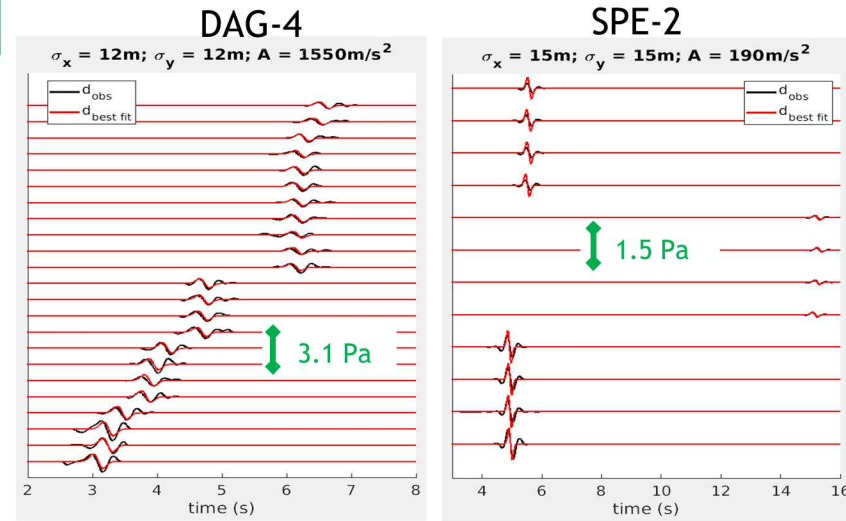 DAG-4
σx = 12m; σy = 12m; A = 1550m/s²
dobs
dbest fit
3.1 Pa
2 3 4 5 6 7 8
time (s)
SPE-2
σx = 15m; σy = 15m; A = 190m/s²
dobs
dbest fit
1.5 Pa
4 6 8 10 12 14 16
time (s)